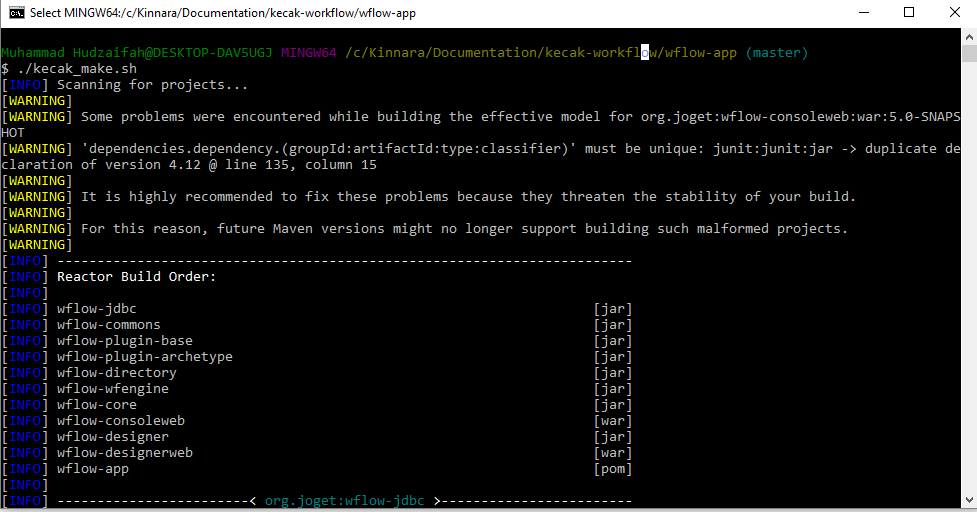 Select MINGW64:/c/Kinnara/Documentation/kecak-workflow/wflow-app
Muhammad Hudzaifah@DESKTOP-DAV5UGJ MINGW64 /c/Kinnara/Documentation/kecak-workflow/wflow-app (master)
$ ./kecak_make.sh
[INFO] Scanning for projects...
[WARNING]
[WARNING] Some problems were encountered while building the effective model for org.joget:wflow-consoleweb:war:5.0-SNAPS
HOT
[WARNING] 'dependencies.dependency.(groupId:artifactId:type:classifier)' must be unique: junit:junit:jar -> duplicate de
claration of version 4.12 @ line 135, column 15
[WARNING]
[WARNING] It is highly recommended to fix these problems because they threaten the stability of your build.
[WARNING]
[WARNING] For this reason, future Maven versions might no longer support building such malformed projects.
[WARNING]
[INFO] ------------------------------------------------------------------------
[INFO] Reactor Build Order:
[INFO]
[INFO] wflow-jdbc [jar]
[INFO] wflow-commons [jar]
[INFO] wflow-plugin-base [jar]
[INFO] wflow-plugin-archetype [jar]
[INFO] wflow-directory [jar]
[INFO] wflow-wfengine [jar]
[INFO] wflow-core [jar]
[INFO] wflow-consoleweb [war]
[INFO] wflow-designer [jar]
[INFO] wflow-designerweb [war]
[INFO] wflow-app [pom]
[INFO]
[INFO] ------------------------< org.joget:wflow-jdbc >------------------------